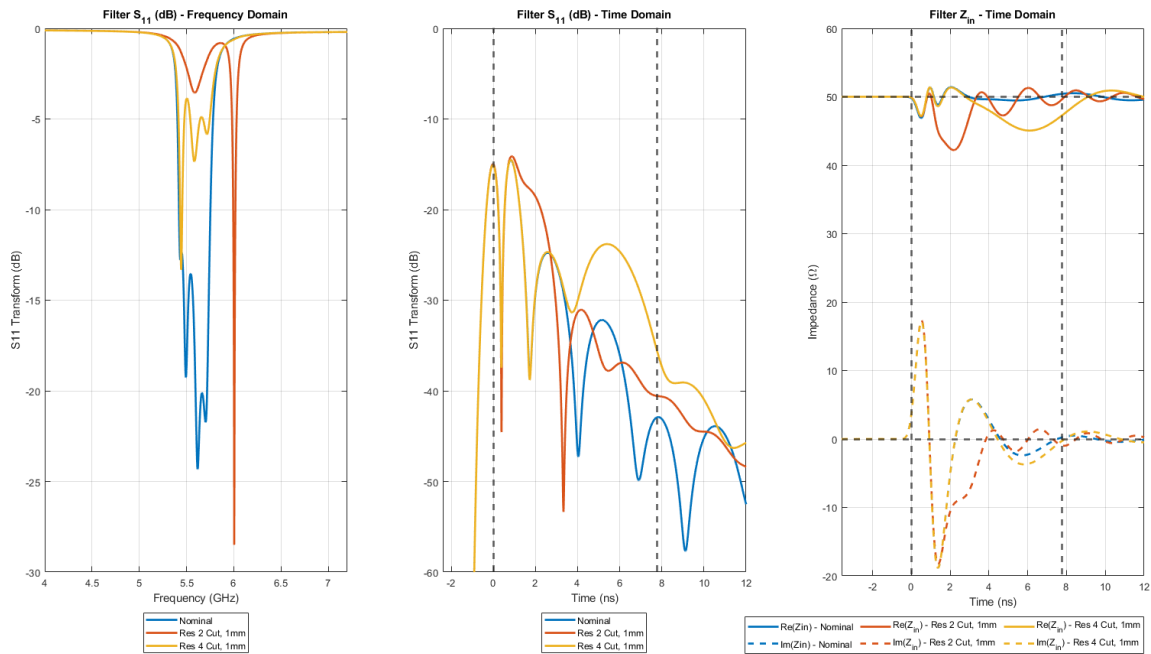 Filter S11 (dB) - Frequency Domain
0
-5
-10
-15
-20
-25
-30
S11 Transform (dB)
4 4.5 5 5.5 6 6.5 7
Frequency (GHz)
Nominal
Res 2 Cut, 1mm
Res 4 Cut, 1mm
Filter S11 (dB) - Time Domain
0
-10
-20
-30
-40
-50
-60
S11 Transform (dB)
-2 0 2 4 6 8 10 12
Time (ns)
Nominal
Res 2 Cut, 1mm
Res 4 Cut, 1mm
Filter Zin - Time Domain
60
50
40
30
20
10
0
-10
-20
Impedance (Ω)
-2 0 2 4 6 8 10 12
Time (ns)
Re(Zin) - Nominal Re(Zin) - Res 2 Cut, 1mm Re(Zin) - Res 4 Cut, 1mm
Im(Zin) - Nominal Im(Zin) - Res 2 Cut, 1mm Im(Zin) - Res 4 Cut, 1mm